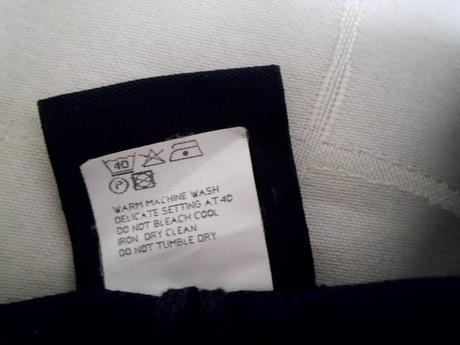 40
P
WARM MACHINE WASH
DELICATE SETTING AT 40
DO NOT BLEACH COOL
IRON DRY CLEAN
DO NOT TUMBLE DRY